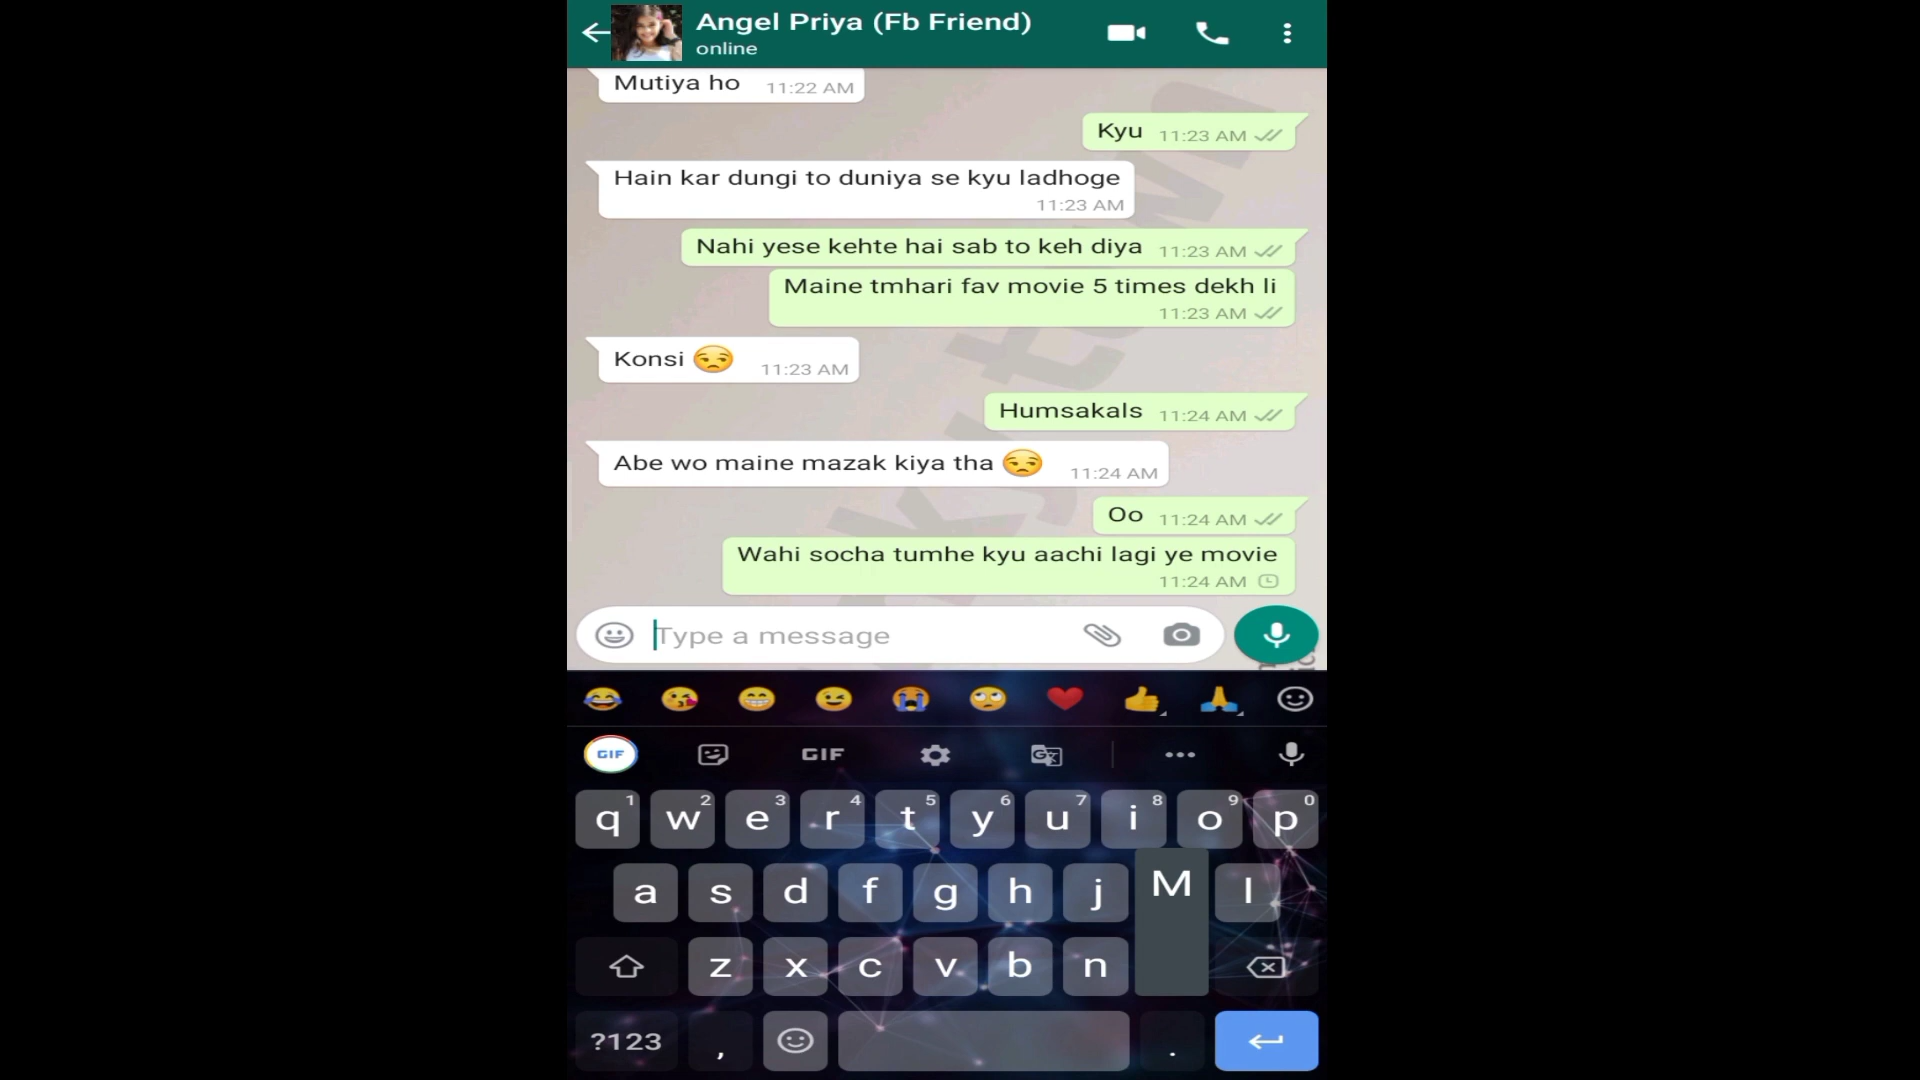 Angel Priya (Fb Friend)
online
Mutiya ho 11:22 AM
Kyu 11:23 AM
Hain kar dungi to duniya se kyu ladhoge
11:23 AM
Nahi yese kehte hai sab to keh diya 11:23 AM
Maine tmhari fav movie 5 times dekh li
11:23 AM
Konsi 😒 11:23 AM
Humsakals 11:24 AM
Abe wo maine mazak kiya tha 😒 11:24 AM
Oo 11:24 AM
Wahi socha tumhe kyu aachi lagi ye movie
11:24 AM
Type a message
GIF GIF
1 2 3 4 5 6 7 8 9 0
q w e r t y u i o p
a s d f g h j M l
z x c v b n
?123 , .